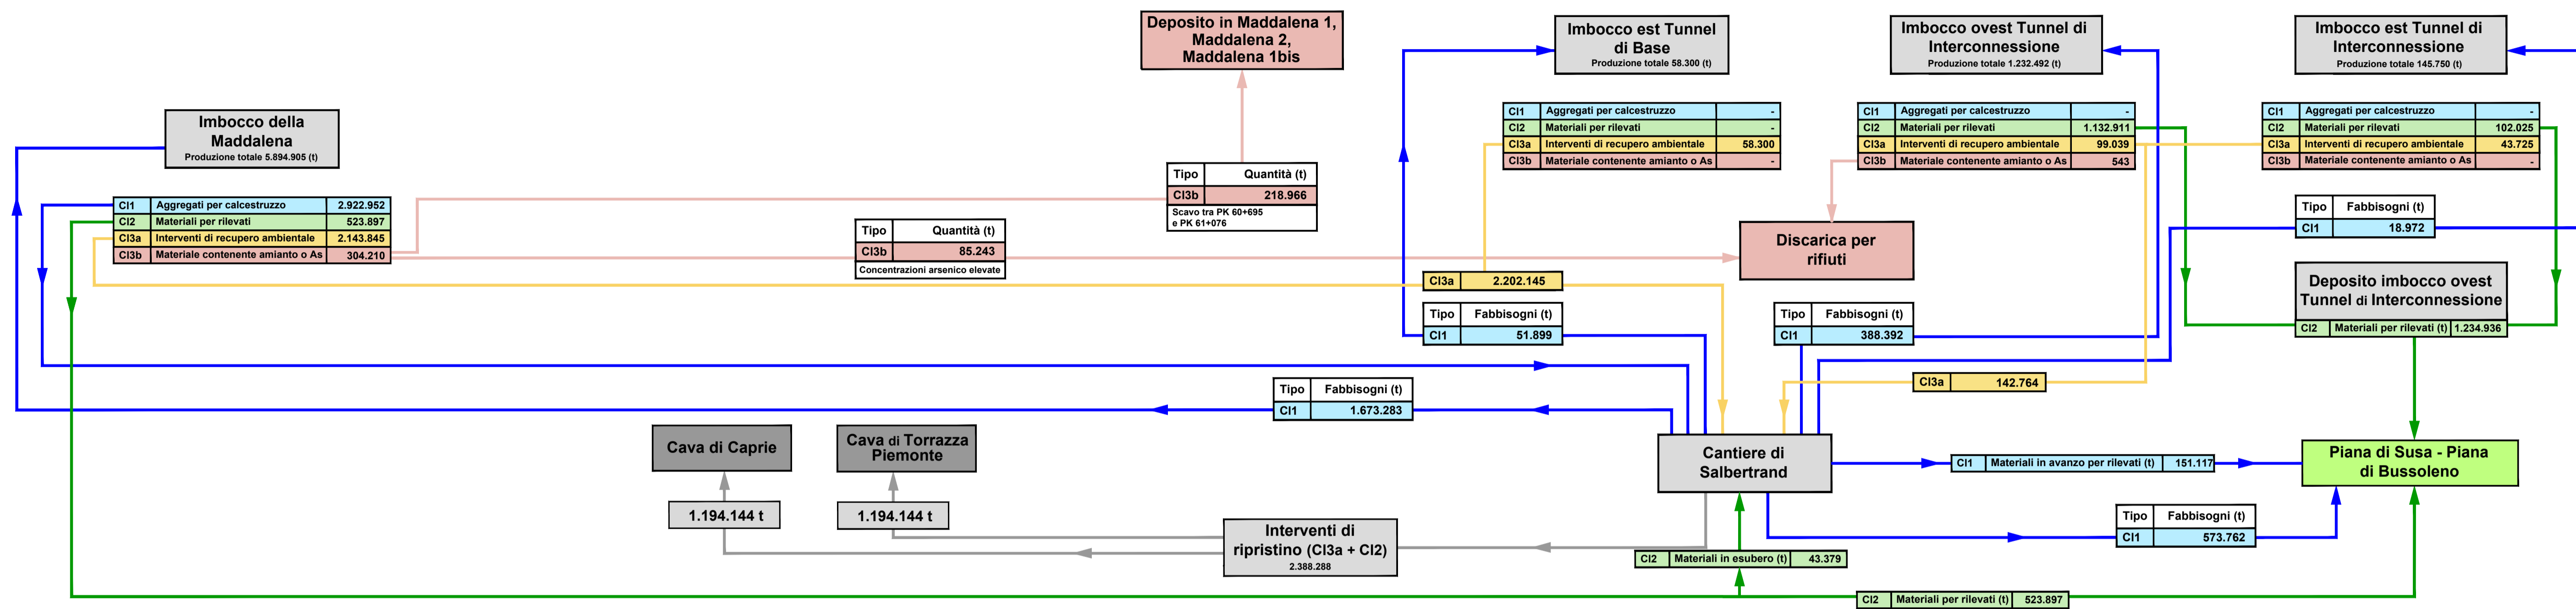 Deposito in Maddalena 1,
Maddalena 2,
Maddalena 1bis
Imbocco est Tunnel
di Base
Produzione totale 58.300 (t)
Imbocco ovest Tunnel di
Interconnessione
Produzione totale 1.232.492 (t)
Imbocco est Tunnel di
Interconnessione
Produzione totale 145.750 (t)
Imbocco della
Maddalena
Produzione totale 5.894.905 (t)
Cl1 Aggregati per calcestruzzo -
Cl2 Materiali per rilevati -
Cl3a Interventi di recupero ambientale 58.300
Cl3b Materiale contenente amianto o As -
Cl1 Aggregati per calcestruzzo -
Cl2 Materiali per rilevati 1.132.911
Cl3a Interventi di recupero ambientale 99.039
Cl3b Materiale contenente amianto o As 543
Cl1 Aggregati per calcestruzzo -
Cl2 Materiali per rilevati 102.025
Cl3a Interventi di recupero ambientale 43.725
Cl3b Materiale contenente amianto o As -
Cl1 Aggregati per calcestruzzo 2.922.952
Cl2 Materiali per rilevati 523.897
Cl3a Interventi di recupero ambientale 2.143.845
Cl3b Materiale contenente amianto o As 304.210
Tipo Quantità (t)
Cl3b 218.966
Scavo tra PK 60+695
e PK 61+076
Tipo Quantità (t)
Cl3b 85.243
Concentrazioni arsenico elevate
Discarica per
rifiuti
Tipo Fabbisogni (t)
Cl1 18.972
Cl3a 2.202.145
Deposito imbocco ovest
Tunnel di Interconnessione
Cl2 Materiali per rilevati (t) 1.234.936
Tipo Fabbisogni (t)
Cl1 51.899
Tipo Fabbisogni (t)
Cl1 388.392
Cl3a 142.764
Tipo Fabbisogni (t)
Cl1 1.673.283
Cava di Caprie
Cava di Torrazza
Piemonte
Cantiere di
Salbertrand
Cl1 Materiali in avanzo per rilevati (t) 151.117
Piana di Susa - Piana
di Bussoleno
1.194.144 t
1.194.144 t
Interventi di
ripristino (Cl3a + Cl2)
2.388.288
Tipo Fabbisogni (t)
Cl1 573.762
Cl2 Materiali in esubero (t) 43.379
Cl2 Materiali per rilevati (t) 523.897